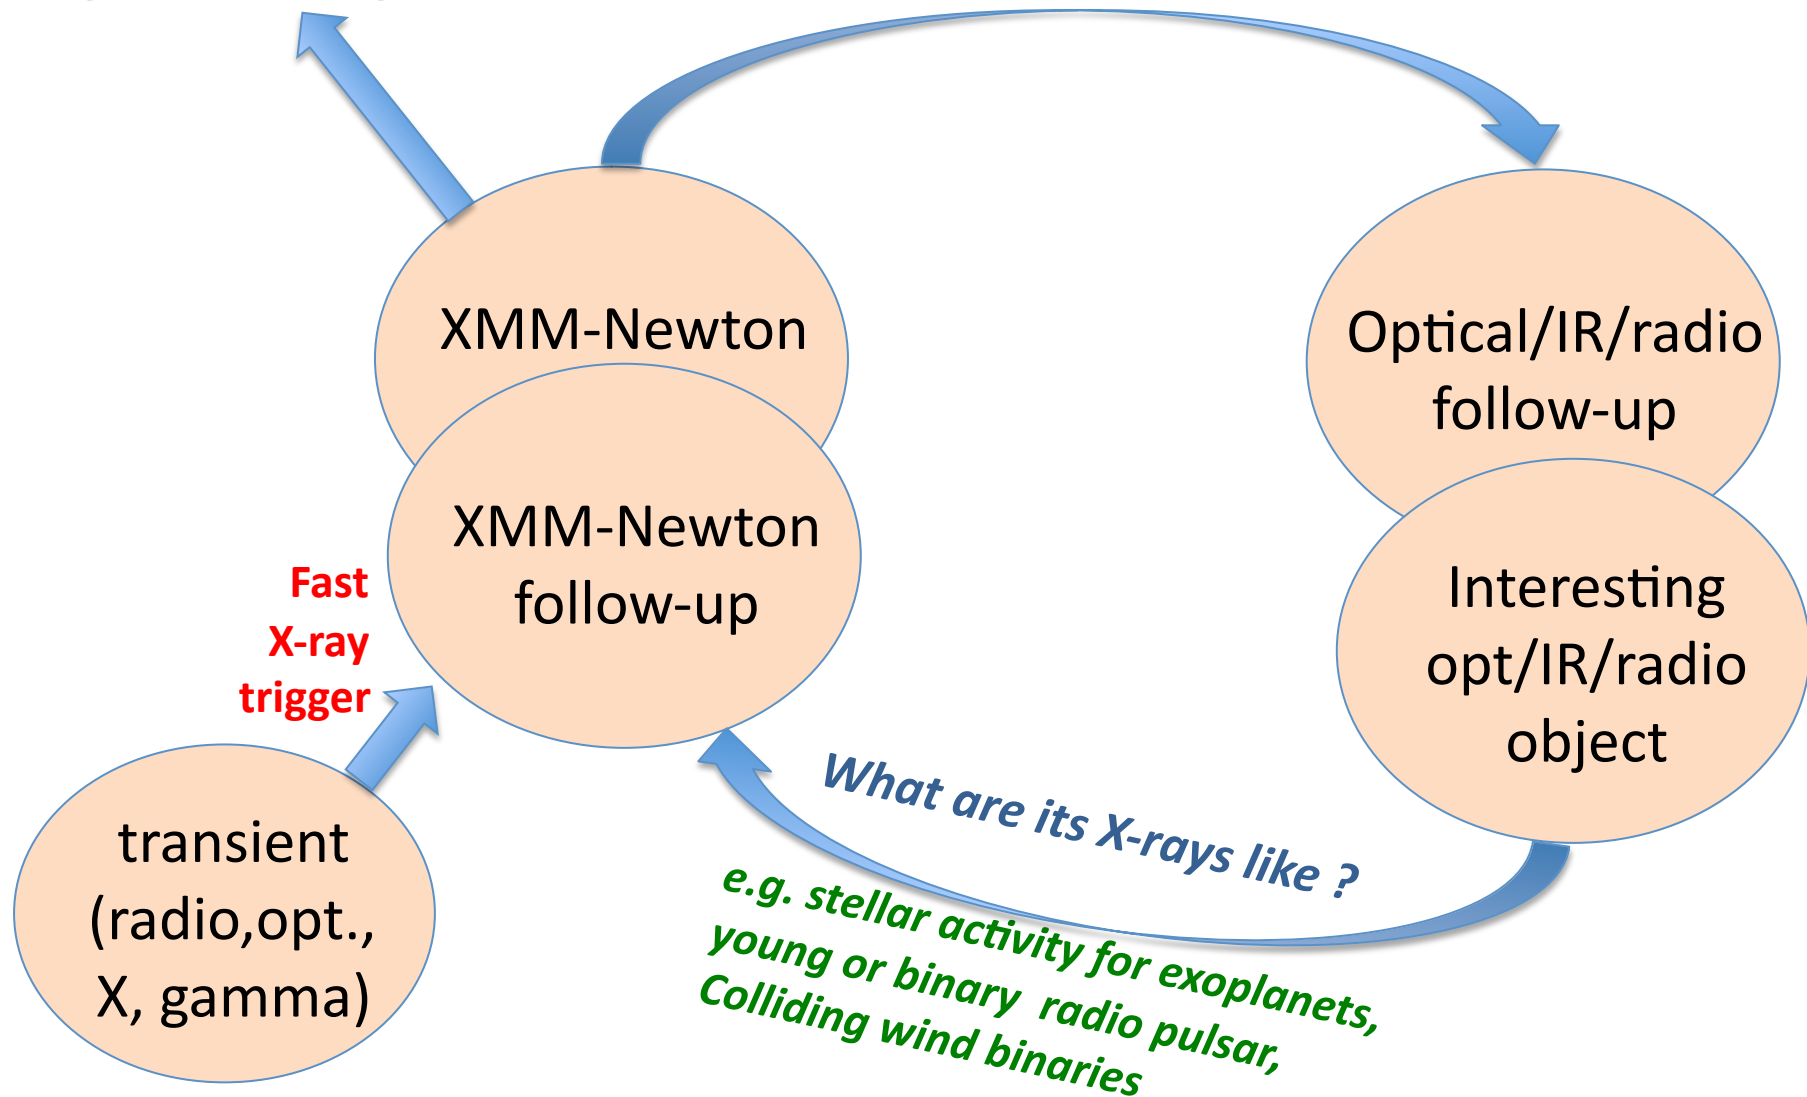 XMM-Newton
Optical/IR/radio
follow-up
XMM-Newton
follow-up
Fast
X-ray
trigger
Interesting
opt/IR/radio
object
transient
(radio,opt.,
X, gamma)
What are its X-rays like ?
e.g. stellar activity for exoplanets,
young or binary  radio pulsar,
Colliding wind binaries